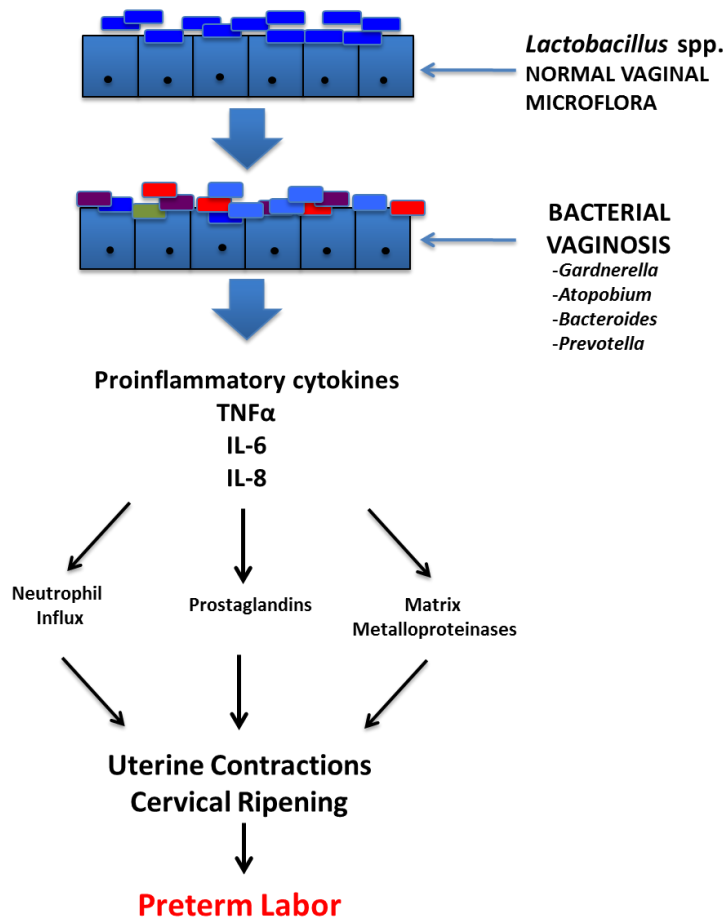 Lactobacillus spp.
NORMAL VAGINAL
MICROFLORA
BACTERIAL
VAGINOSIS
-Gardnerella
-Atopobium
-Bacteroides
-Prevotella
Proinflammatory cytokines
TNFα
IL-6
IL-8
Neutrophil
Influx
Prostaglandins
Matrix
Metalloproteinases
Uterine Contractions
Cervical Ripening
Preterm Labor